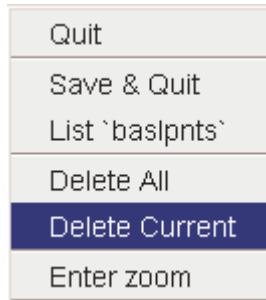 Quit
Save & Quit
List `baslpnts`
Delete All
Delete Current
Enter zoom